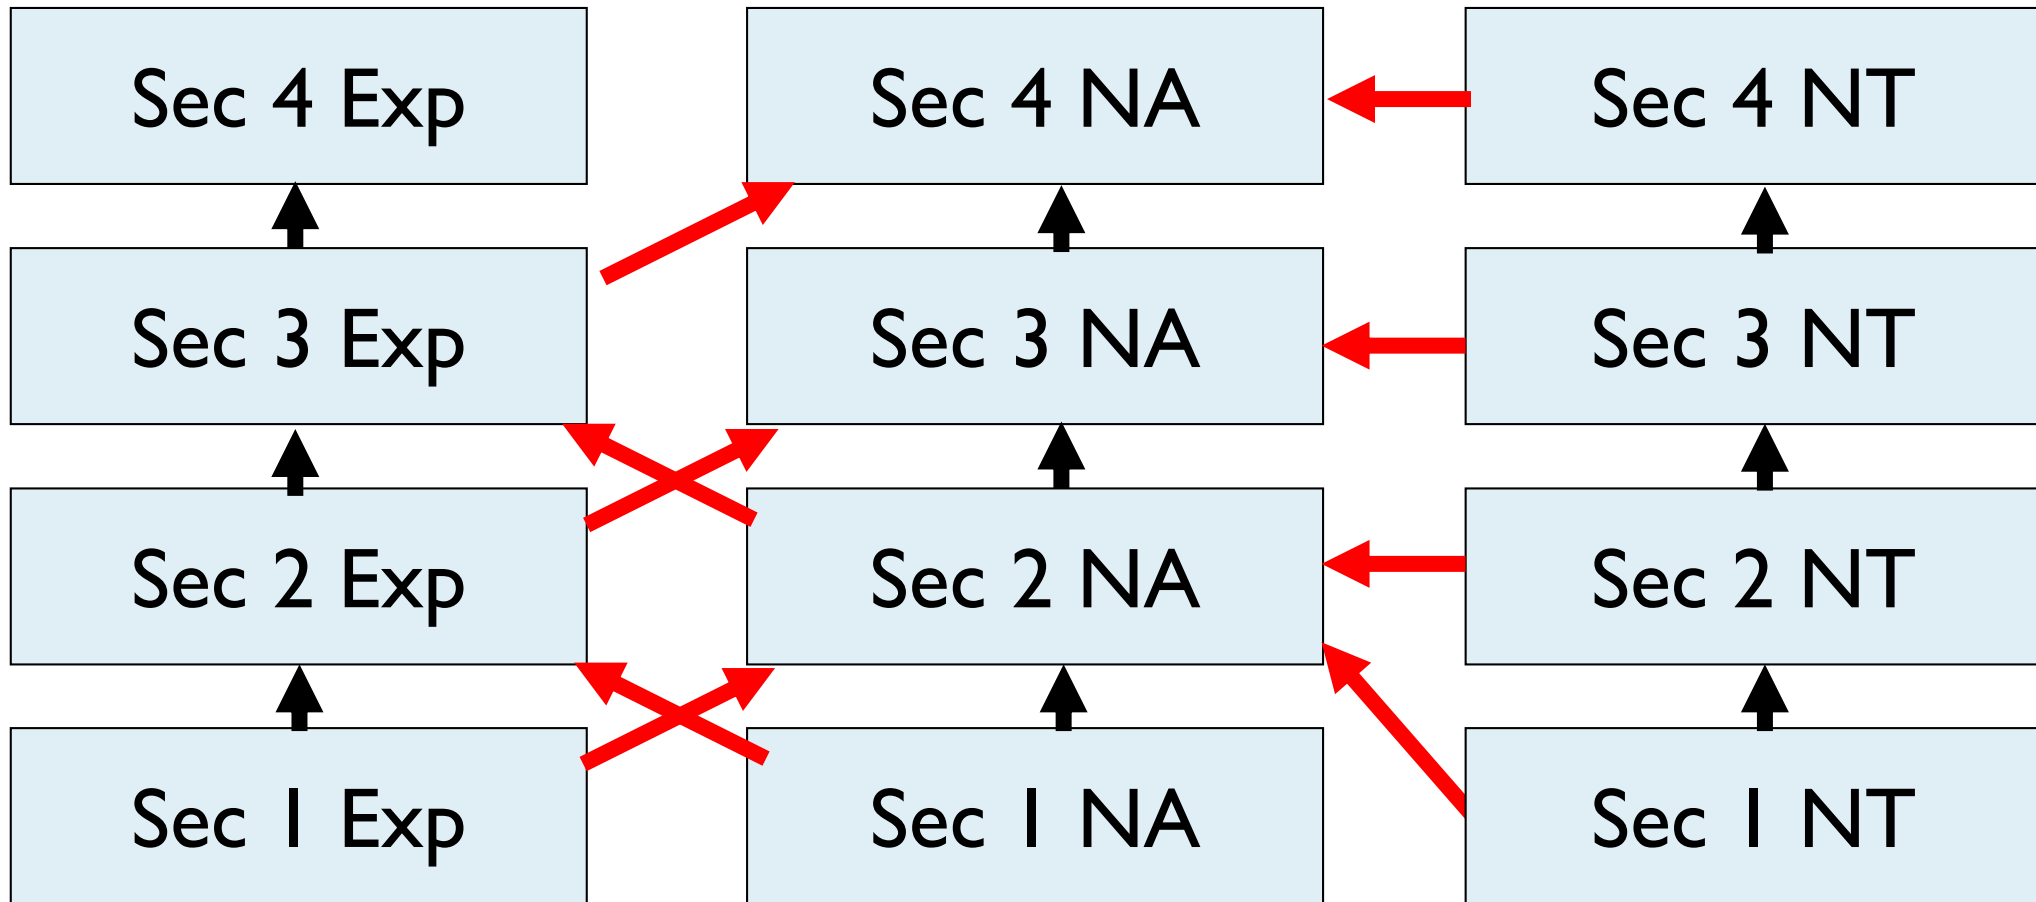 Sec 4 Exp
Sec 4 NA
Sec 4 NT
Sec 3 Exp
Sec 3 NA
Sec 3 NT
Sec 2 Exp
Sec 2 NA
Sec 2 NT
Sec 1 Exp
Sec 1 NA
Sec 1 NT